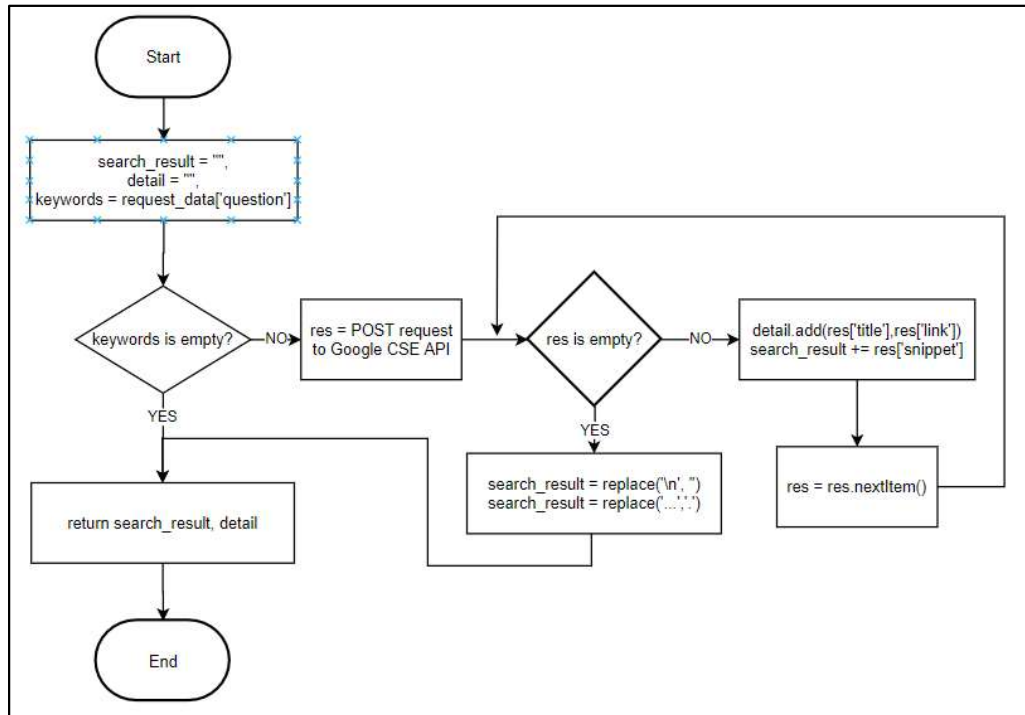 Start
search_result = "",
detail = "",
keywords = request_data['question']
keywords is empty?
NO
res = POST request
to Google CSE API
res is empty?
NO
detail.add(res['title'],res['link'])
search_result += res['snippet']
YES
YES
search_result = replace('\n', '')
search_result = replace('...','.')
res = res.nextItem()
return search_result, detail
End